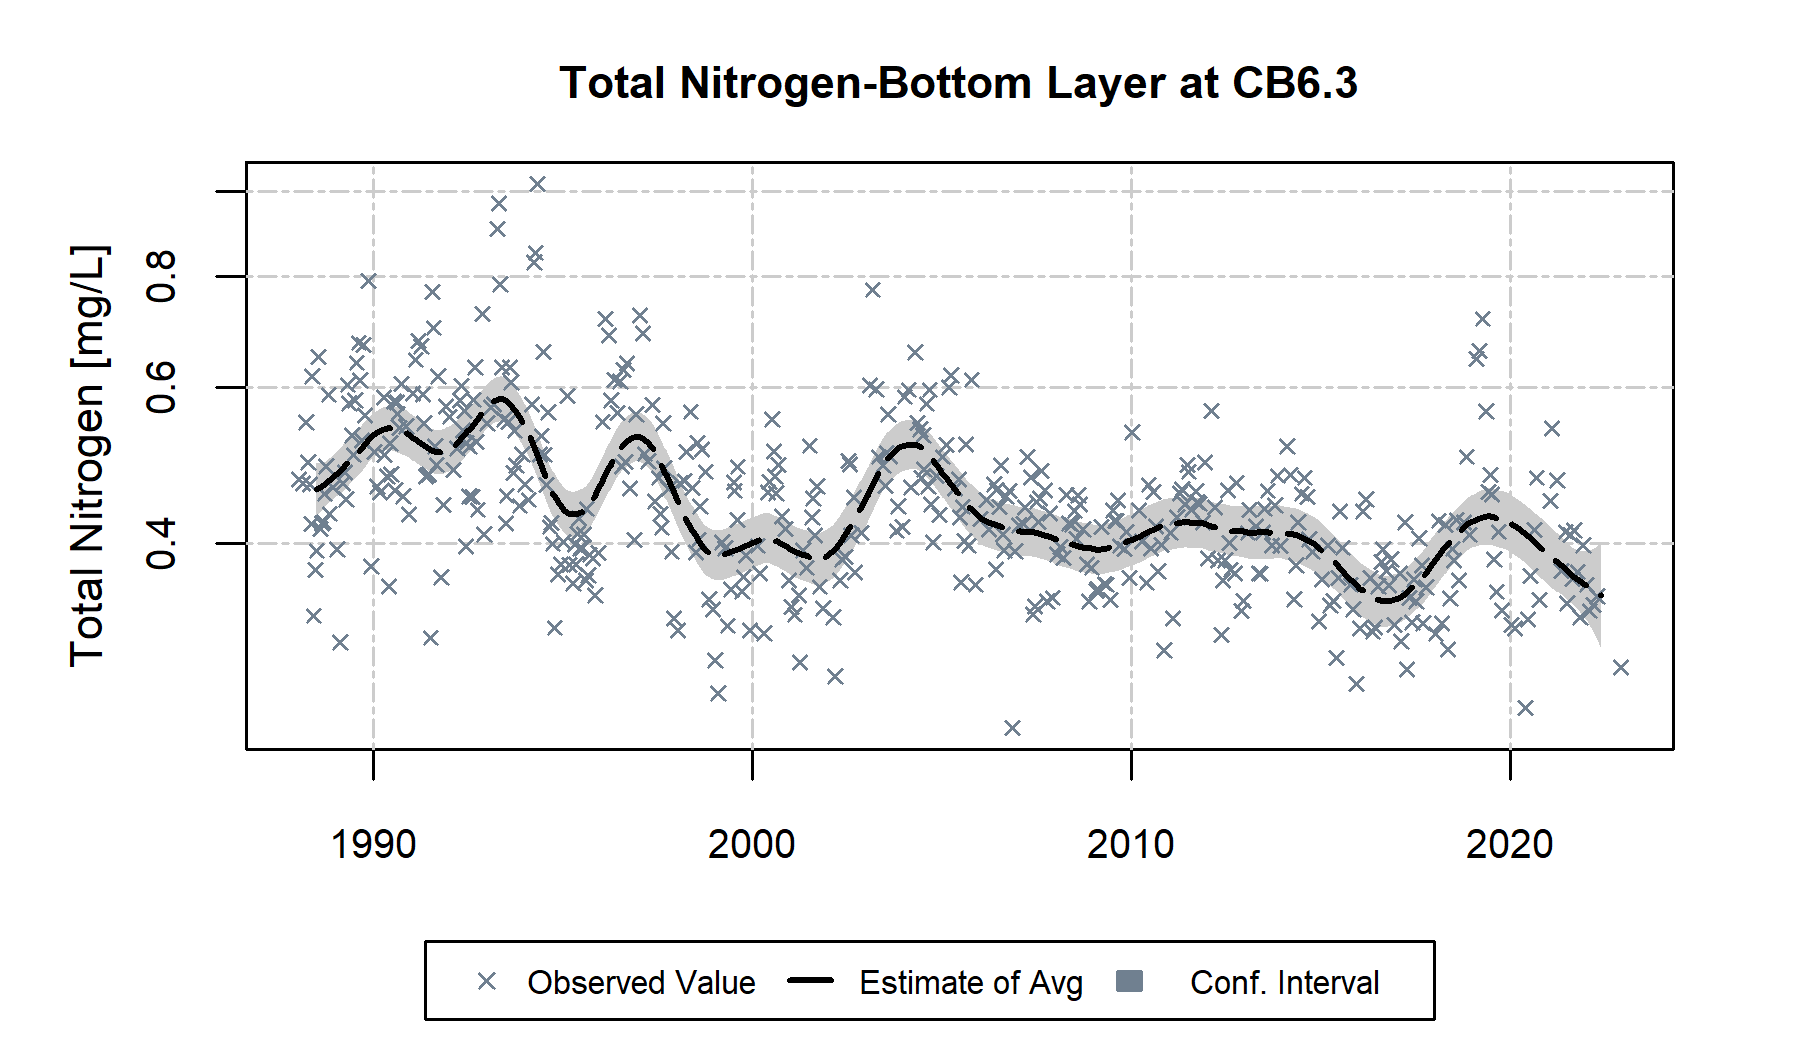 Total Nitrogen-Bottom Layer at CB6.3
Total Nitrogen [mg/L]
0.8
0.6
0.4
1990 2000 2010 2020
Observed Value Estimate of Avg Conf. Interval